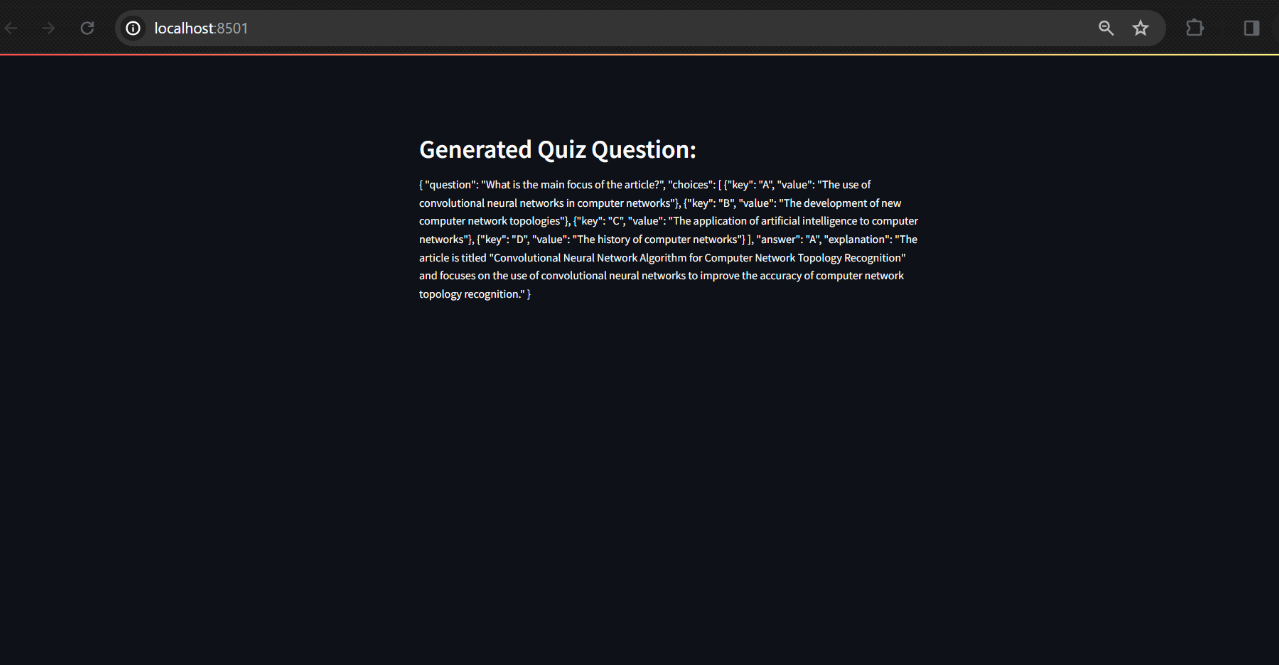 localhost:8501
Generated Quiz Question:
{ "question": "What is the main focus of the article?", "choices": [ {"key": "A", "value": "The use of
convolutional neural networks in computer networks"}, {"key": "B", "value": "The development of new
computer network topologies"}, {"key": "C", "value": "The application of artificial intelligence to computer
networks"}, {"key": "D", "value": "The history of computer networks"} ], "answer": "A", "explanation": "The
article is titled "Convolutional Neural Network Algorithm for Computer Network Topology Recognition"
and focuses on the use of convolutional neural networks to improve the accuracy of computer network
topology recognition." }